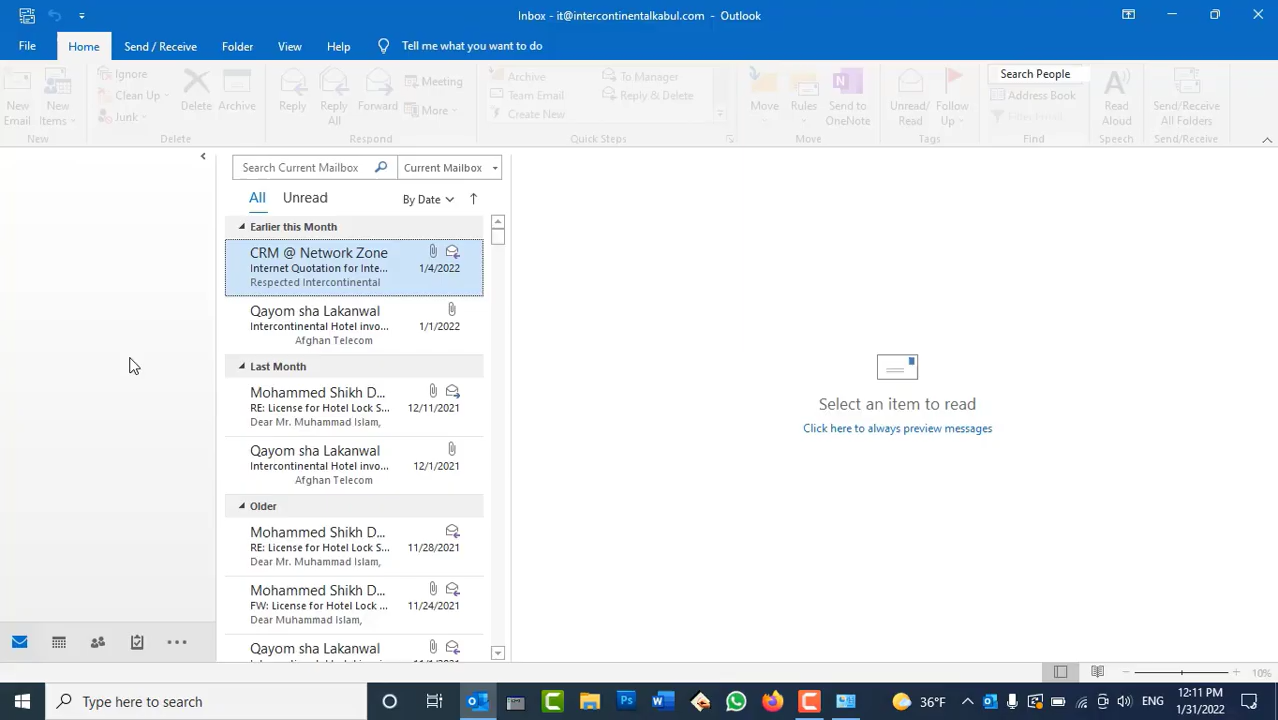 Inbox - it@intercontinentalkabul.com - Outlook
File
Home
Send / Receive
Folder
View
Help
Tell me what you want to do
New Email
New Items
Ignore
Clean Up
Junk
Delete
Archive
Reply
Reply All
Forward
Meeting
More
Archive
Team Email
Create New
To Manager
Reply & Delete
Move
Rules
Send to OneNote
Unread/ Read
Follow Up
Search People
Address Book
Filter Email
Read Aloud
Send/Receive All Folders
New
Delete
Respond
Quick Steps
Move
Tags
Find
Speech
Send/Receive
Search Current Mailbox
Current Mailbox
All
Unread
By Date
Earlier this Month
CRM @ Network Zone
Internet Quotation for Inte...
1/4/2022
Respected Intercontinental
Qayom sha Lakanwal
Intercontinental Hotel invo...
1/1/2022
Afghan Telecom
Last Month
Mohammed Shikh D...
RE: License for Hotel Lock S...
12/11/2021
Dear Mr. Muhammad Islam,
Qayom sha Lakanwal
Intercontinental Hotel invo...
12/1/2021
Afghan Telecom
Older
Mohammed Shikh D...
RE: License for Hotel Lock S...
11/28/2021
Dear Mr. Muhammad Islam,
Mohammed Shikh D...
FW: License for Hotel Lock ...
11/24/2021
Dear Muhammad Islam,
Qayom sha Lakanwal
Select an item to read
Click here to always preview messages
10%
Type here to search
36°F
ENG
12:11 PM
1/31/2022